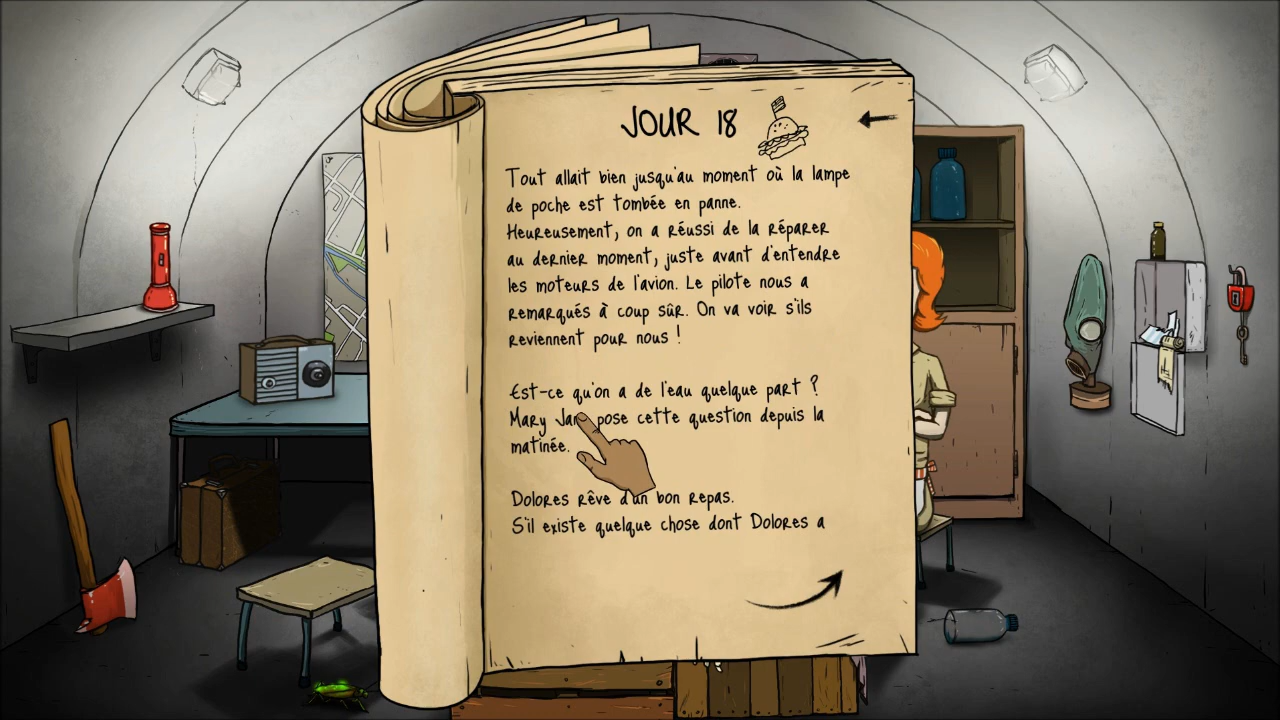 JOUR 18
Tout allait bien jusqu'au moment où la lampe
de poche est tombée en panne.
Heureusement, on a réussi de la réparer
au dernier moment, juste avant d'entendre
les moteurs de l'avion. Le pilote nous a
remarqués à coup sûr. On va voir s'ils
reviennent pour nous !
Est-ce qu'on a de l'eau quelque part ?
Mary pose cette question depuis la
matinée.
Dolores rêve d'un bon repas.
S'il existe quelque chose dont Dolores a